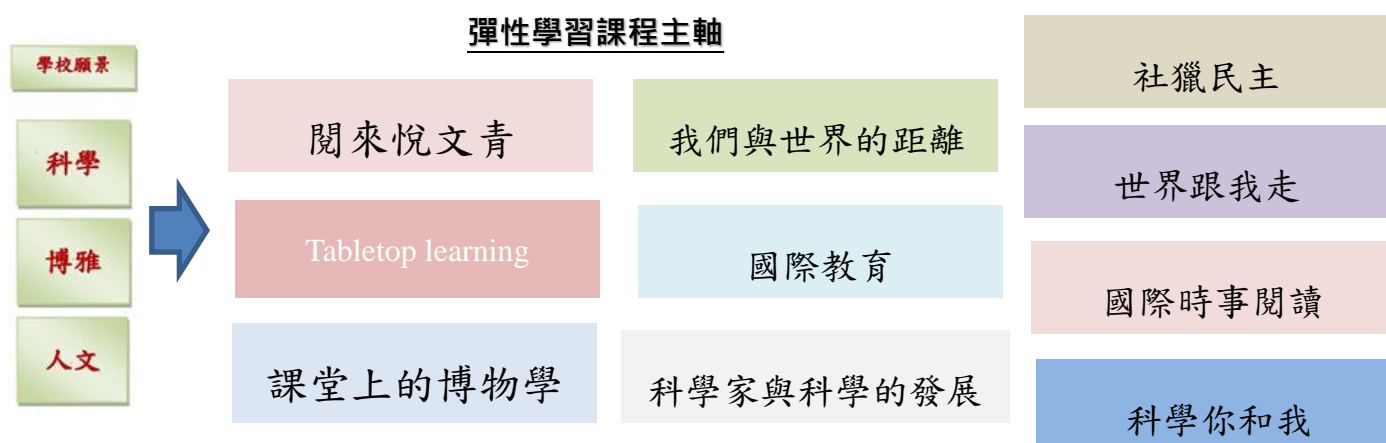 彈性學習課程主軸
學校願景
科學
博雅
人文
閱來悅文青
我們與世界的距離
社獵民主
Tabletop learning
國際教育
世界跟我走
課堂上的博物學
科學家與科學的發展
國際時事閱讀
科學你和我